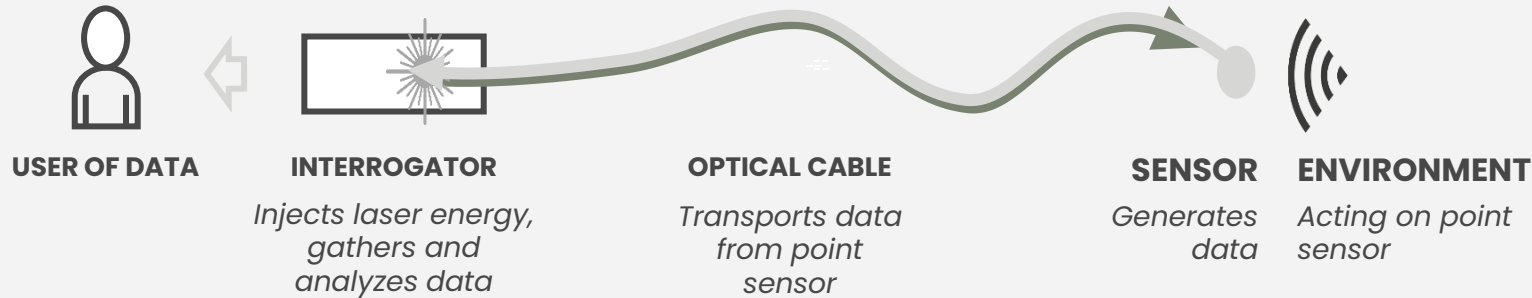 USER OF DATA
INTERROGATOR
Injects laser energy,
gathers and
analyzes data
OPTICAL CABLE
Transports data
from point
sensor
SENSOR
Generates
data
ENVIRONMENT
Acting on point
sensor